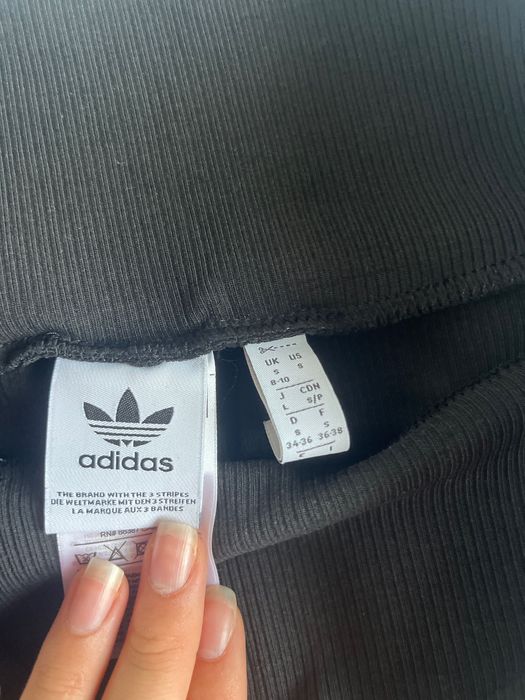 adidas
THE BRAND WITH THE 3 STRIPES
DIE WELTMARKE MIT DEN 3 STREIFEN
LA MARQUE AUX 3 BANDES
RN#
UK US
S S
8-10
J CDN
L S/P
D F
S S
34-36 36-38